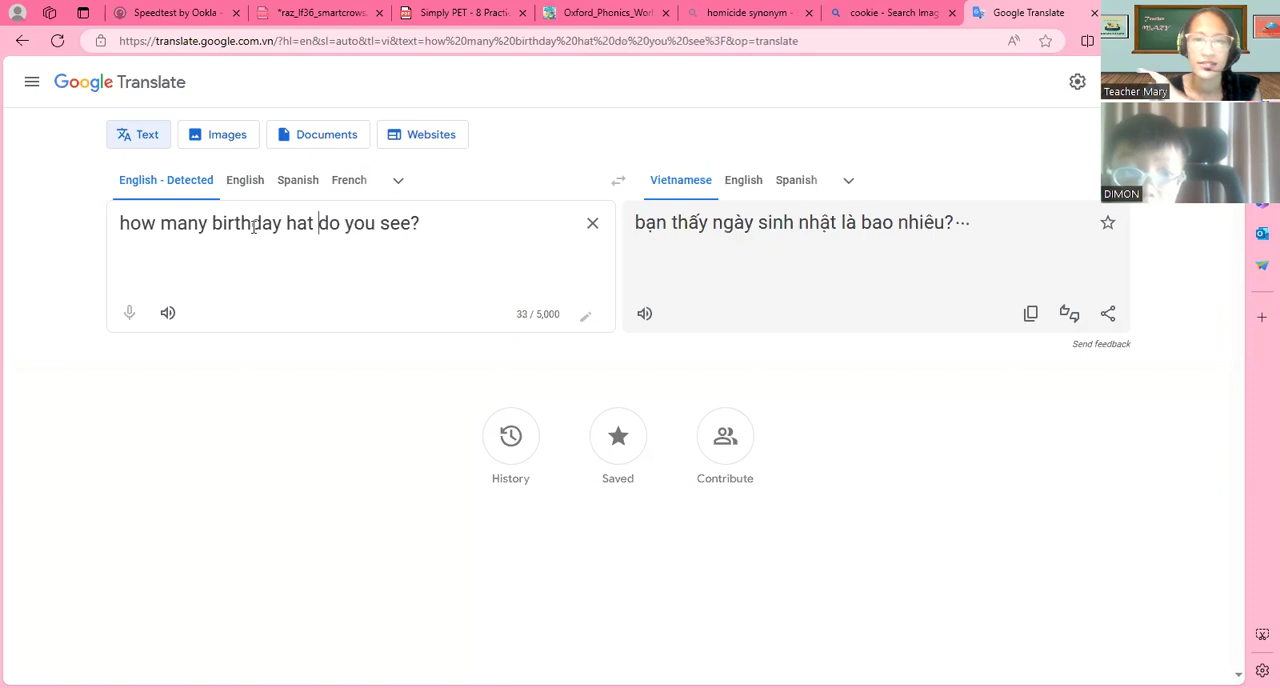 Speedtest by Ookla
*raz_lf36_smartcrows
Simply PET - 8 Practi
Oxford_Phonics_Worl
homicide synonym -
cookie - Search Imag
Google Translate
https://translate.google.com.vn/?hl=en&sl=auto&tl=vi&text=how%20many%20birthday%20hat%20do%20you%20see%3F&op=translate
Google Translate
Teacher Mary
Text
Images
Documents
Websites
DIMON
English - Detected
English
Spanish
French
Vietnamese
English
Spanish
how many birthday hat do you see?
bạn thấy ngày sinh nhật là bao nhiêu? ...
33 / 5,000
Send feedback
History
Saved
Contribute